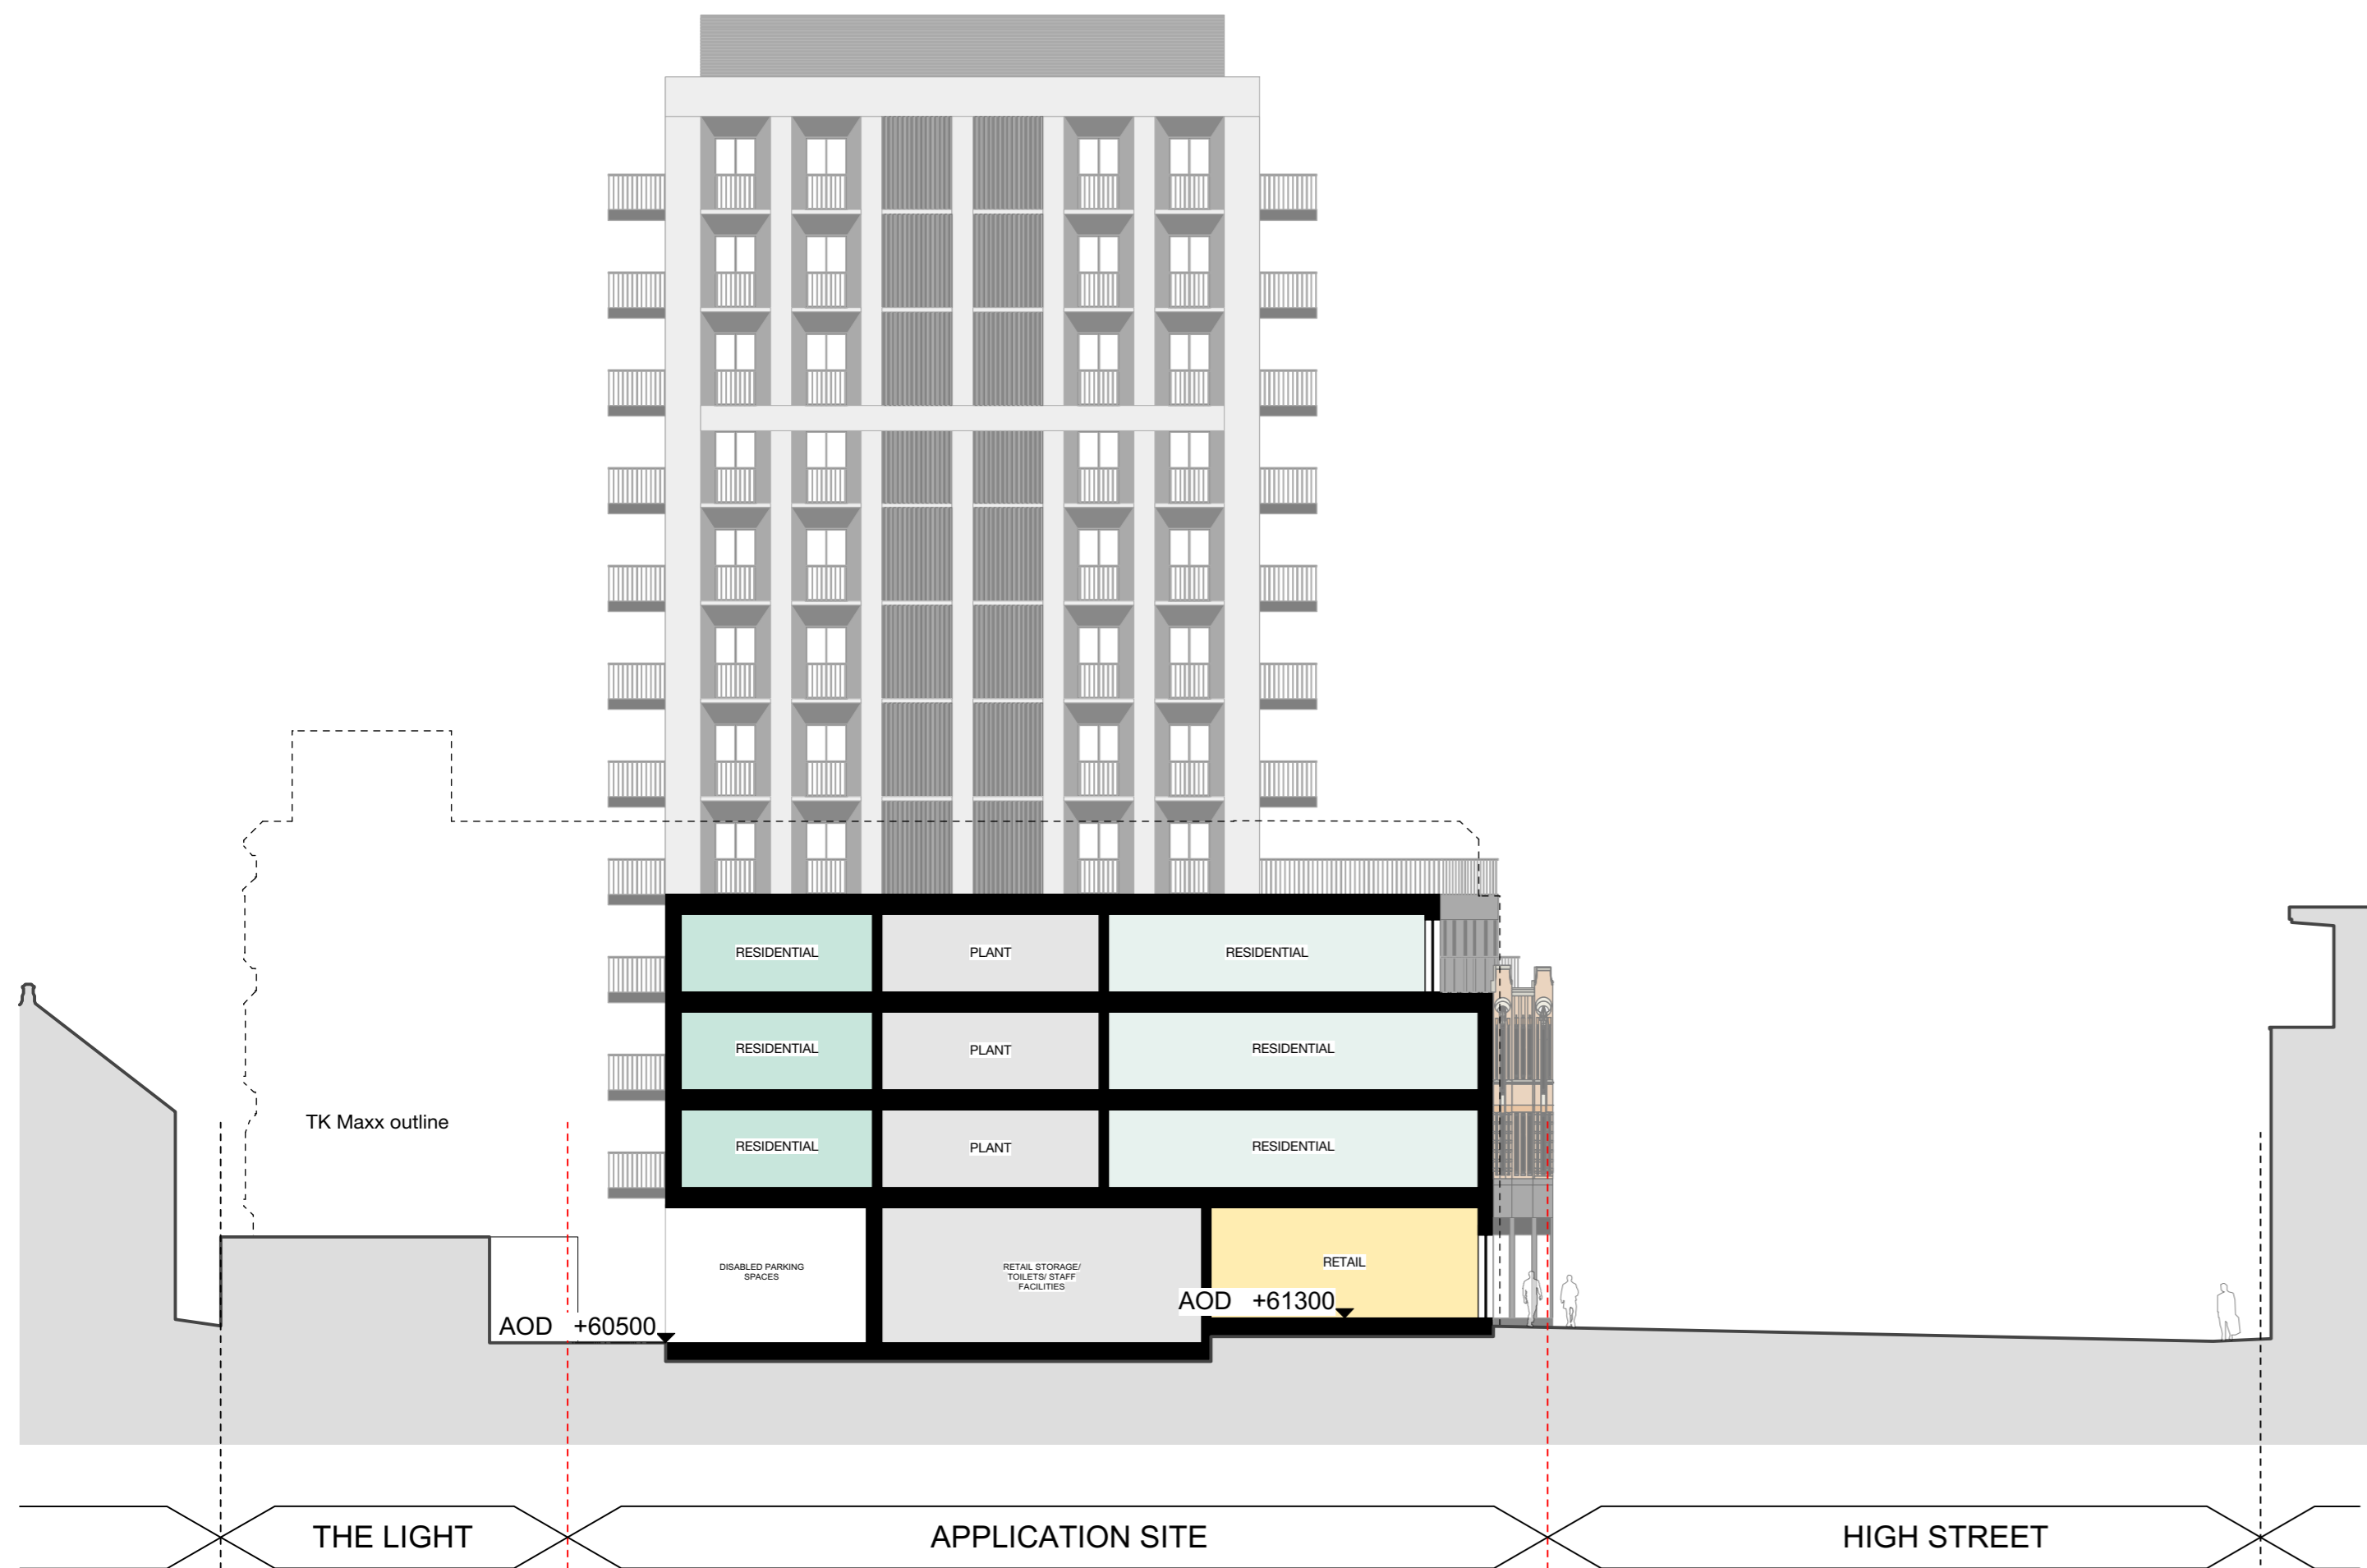 RESIDENTIAL PLANT RESIDENTIAL
RESIDENTIAL PLANT RESIDENTIAL
TK Maxx outline
RESIDENTIAL PLANT RESIDENTIAL
DISABLED PARKING
SPACES
RETAIL STORAGE/
TOILETS/ STAFF
FACILITIES
RETAIL
AOD +61300
AOD +60500
THE LIGHT APPLICATION SITE HIGH STREET